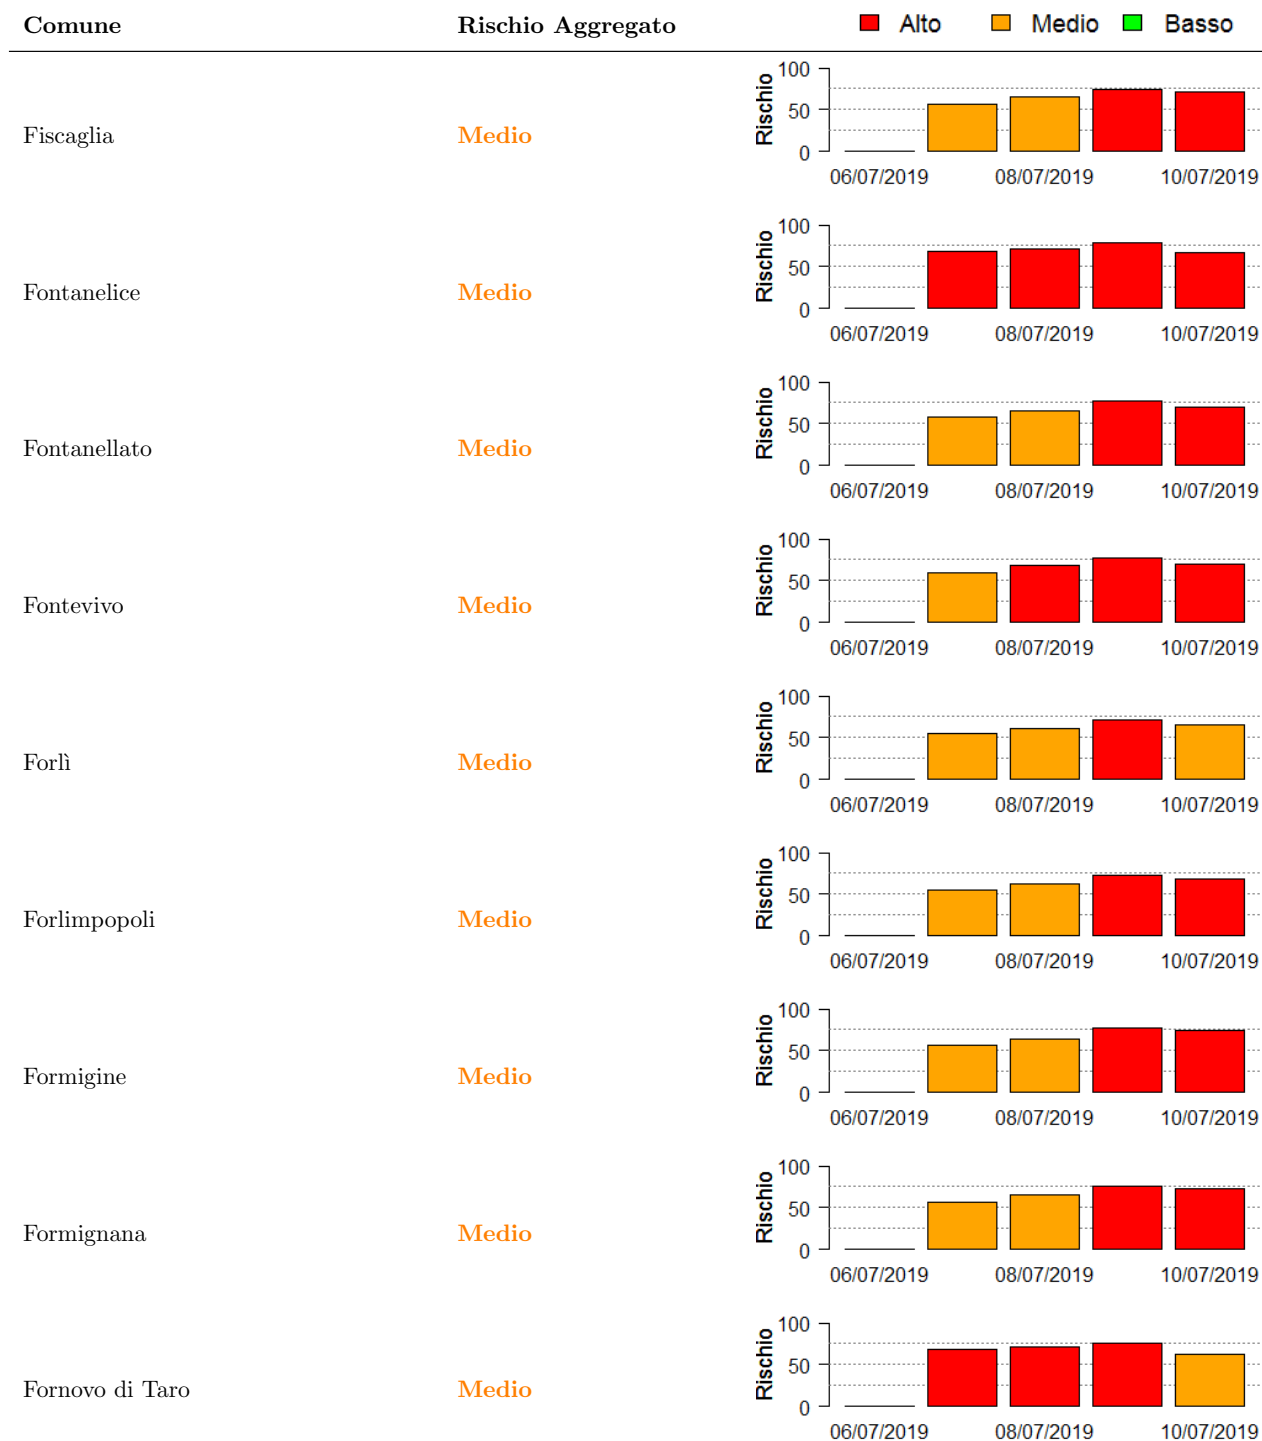 Comune Rischio Aggregato Alto Medio Basso
Rischio 100
50
0
Fiscaglia Medio
06/07/2019 08/07/2019 10/07/2019
Rischio 100
50
0
Fontanelice Medio
06/07/2019 08/07/2019 10/07/2019
Rischio 100
50
0
Fontanellato Medio
06/07/2019 08/07/2019 10/07/2019
Rischio 100
50
0
Fontevivo Medio
06/07/2019 08/07/2019 10/07/2019
Rischio 100
50
0
Forlì Medio
06/07/2019 08/07/2019 10/07/2019
Rischio 100
50
0
Forlimpopoli Medio
06/07/2019 08/07/2019 10/07/2019
Rischio 100
50
0
Formigine Medio
06/07/2019 08/07/2019 10/07/2019
Rischio 100
50
0
Formignana Medio
06/07/2019 08/07/2019 10/07/2019
Rischio 100
50
0
Fornovo di Taro Medio
06/07/2019 08/07/2019 10/07/2019